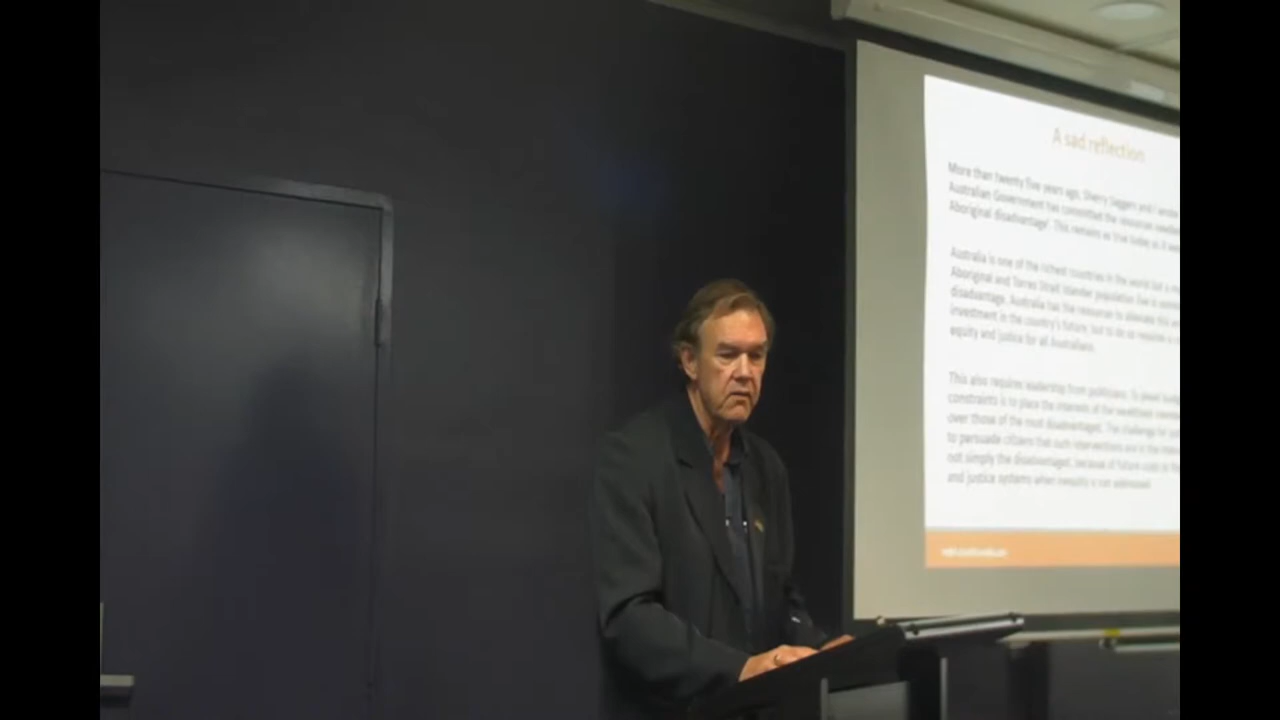 A sad reflection
More than twenty five years ago, Sherry Saggers and I wrote
Australian Government has committed the resources needed
Aboriginal disadvantage'. This remains as true today as it was
Australia is one of the richest countries in the world but a
Aboriginal and Torres Strait Islander population live in
disadvantage. Australia has the resources to alleviate this
investment in the country's future, but to do so requires a
equity and justice for all Australians.
This also requires leadership from politicians. To
constraints is to place the interests of the
over those of the most disadvantaged. The challenge for
to persuade citizens that such interventions are in the
not simply the disadvantaged, because of future costs to
and justice systems when inequity is not addressed.